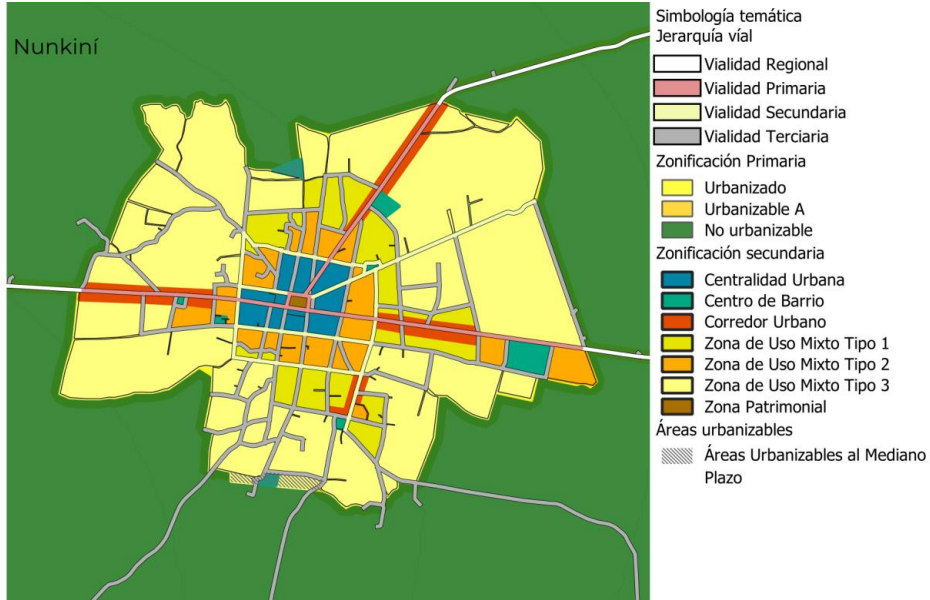 Nunkiní
Simbología temática
Jerarquía víal
Vialidad Regional
Vialidad Primaria
Vialidad Secundaria
Vialidad Terciaria
Zonificación Primaria
Urbanizado
Urbanizable A
No urbanizable
Zonificación secundaria
Centralidad Urbana
Centro de Barrio
Corredor Urbano
Zona de Uso Mixto Tipo 1
Zona de Uso Mixto Tipo 2
Zona de Uso Mixto Tipo 3
Zona Patrimonial
Áreas urbanizables
Áreas Urbanizables al Mediano
Plazo